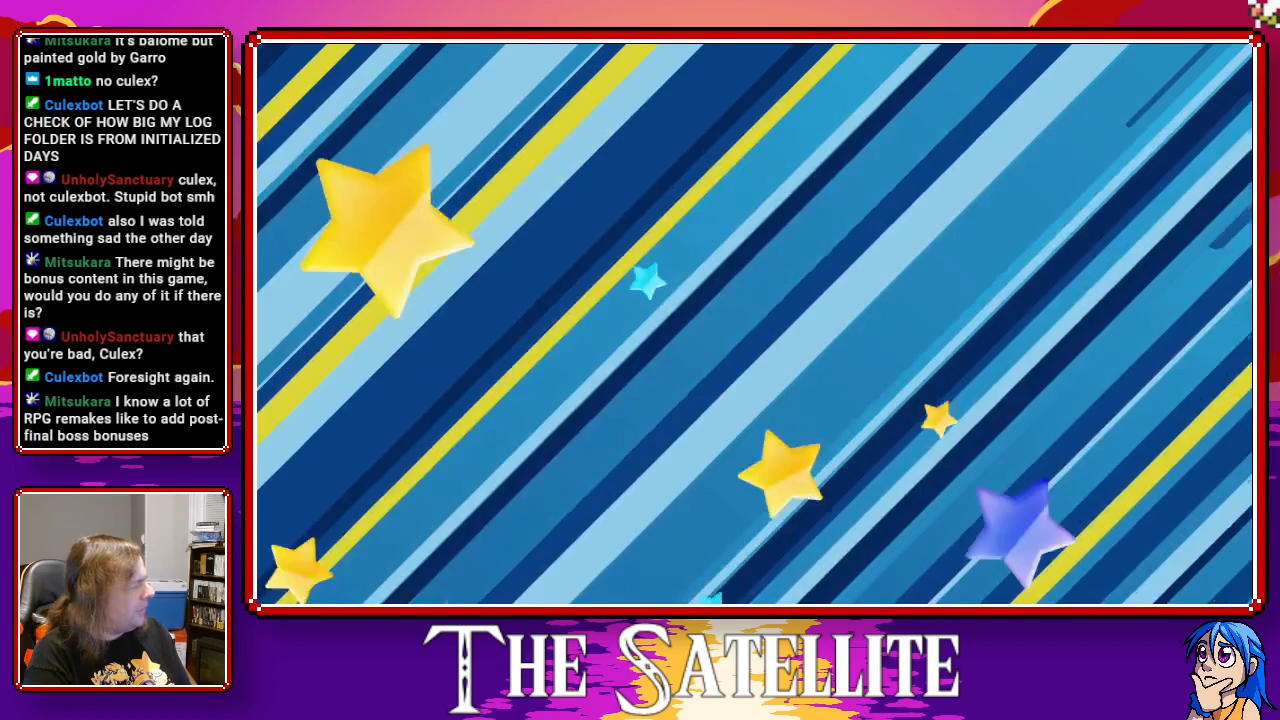 Mitsukara it's balome but
painted gold by Garro
1matto no culex?
Culexbot LET'S DO A
CHECK OF HOW BIG MY LOG
FOLDER IS FROM INITIALIZED
DAYS
UnholySanctuary culex,
not culexbot. Stupid bot smh
Culexbot also I was told
something sad the other day
Mitsukara There might be
bonus content in this game,
would you do any of it if there
is?
UnholySanctuary that
you're bad, Culex?
Culexbot Foresight again.
Mitsukara I know a lot of
RPG remakes like to add post-
final boss bonuses
THE SATELLITE